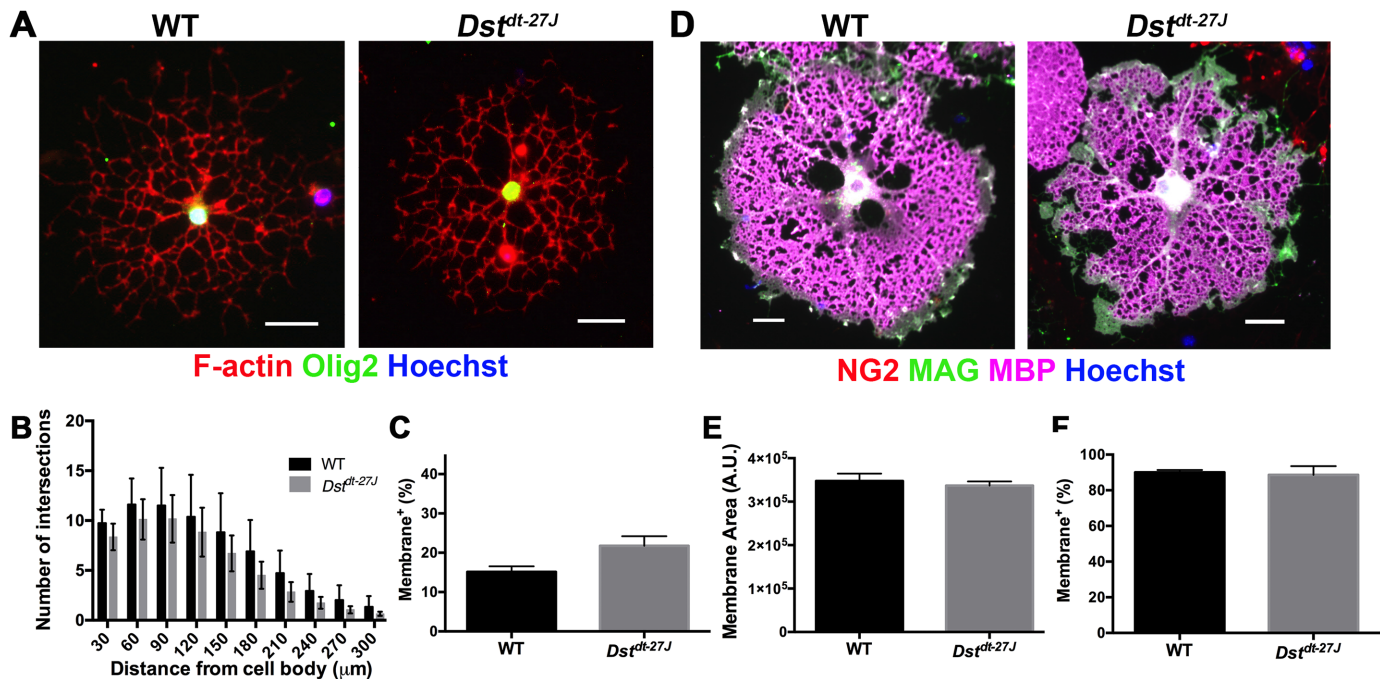 A
WT
Dst^dt-27J
F-actin Olig2 Hoechst
D
WT
Dst^dt-27J
NG2 MAG MBP Hoechst
B
Number of intersections
20
15
10
5
0
WT
Dst^dt-27J
30
60
90
120
150
180
210
240
270
300
Distance from cell body (μm)
C
Membrane⁺ (%)
40
30
20
10
0
WT
Dst^dt-27J
E
Membrane Area (A.U.)
4×10⁵
3×10⁵
2×10⁵
1×10⁵
0
WT
Dst^dt-27J
F
Membrane⁺ (%)
100
80
60
40
20
0
WT
Dst^dt-27J